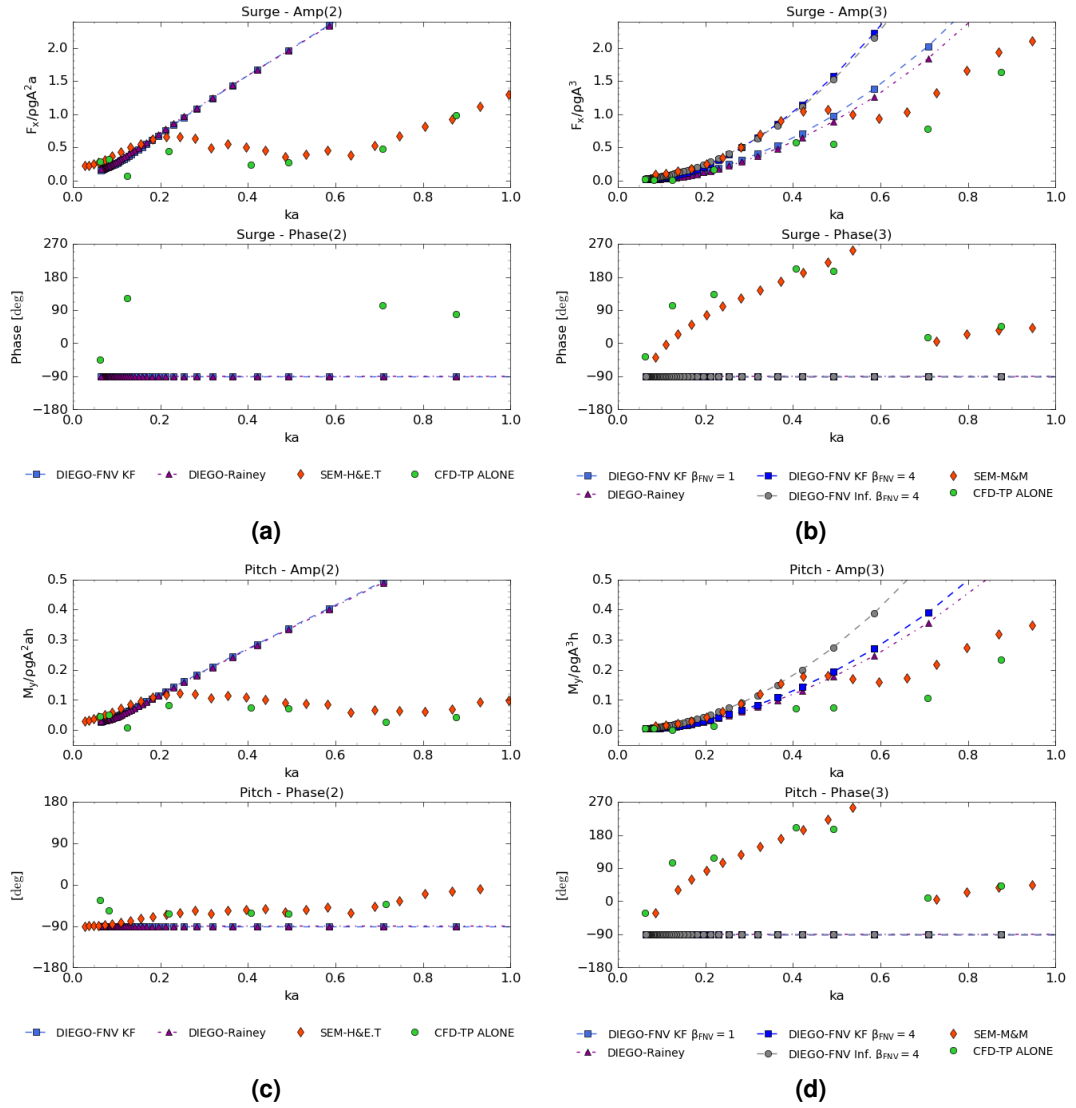 Surge - Amp(2)
2.0
1.5
1.0
0.5
0.0
Fₓ/ρgA²a
0.0 0.2 0.4 0.6 0.8 1.0
ka
Surge - Phase(2)
270
180
90
0
−90
−180
Phase [deg]
0.0 0.2 0.4 0.6 0.8 1.0
ka
DIEGO-FNV KF DIEGO-Rainey SEM-H&E.T CFD-TP ALONE
(a)
Surge - Amp(3)
2.0
1.5
1.0
0.5
0.0
Fₓ/ρgA³
0.0 0.2 0.4 0.6 0.8 1.0
ka
Surge - Phase(3)
270
180
90
0
−90
−180
Phase [deg]
0.0 0.2 0.4 0.6 0.8 1.0
ka
DIEGO-FNV KF β_FNV = 1 DIEGO-FNV KF β_FNV = 4 SEM-M&M
DIEGO-Rainey DIEGO-FNV Inf. β_FNV = 4 CFD-TP ALONE
(b)
Pitch - Amp(2)
0.5
0.4
0.3
0.2
0.1
0.0
M_y/ρgA²ah
0.0 0.2 0.4 0.6 0.8 1.0
ka
Pitch - Phase(2)
180
90
0
−90
−180
[deg]
0.0 0.2 0.4 0.6 0.8 1.0
ka
DIEGO-FNV KF DIEGO-Rainey SEM-H&E.T CFD-TP ALONE
(c)
Pitch - Amp(3)
0.5
0.4
0.3
0.2
0.1
0.0
M_y/ρgA³h
0.0 0.2 0.4 0.6 0.8 1.0
ka
Pitch - Phase(3)
270
180
90
0
−90
−180
[deg]
0.0 0.2 0.4 0.6 0.8 1.0
ka
DIEGO-FNV KF β_FNV = 1 DIEGO-FNV KF β_FNV = 4 SEM-M&M
DIEGO-Rainey DIEGO-FNV Inf. β_FNV = 4 CFD-TP ALONE
(d)